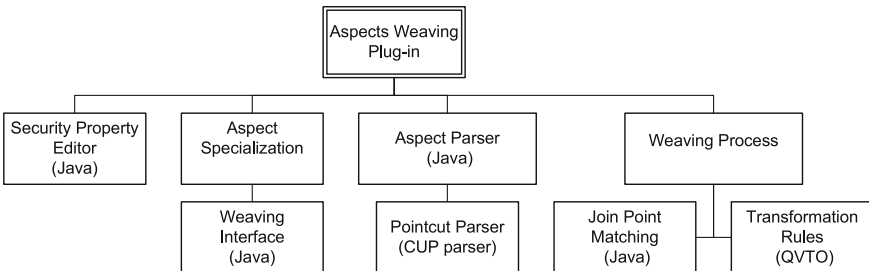 Aspects Weaving
Plug-in
Security Property
Editor
(Java)
Aspect
Specialization
Aspect Parser
(Java)
Weaving Process
Weaving
Interface
(Java)
Pointcut Parser
(CUP parser)
Join Point
Matching
(Java)
Transformation
Rules
(QVTO)